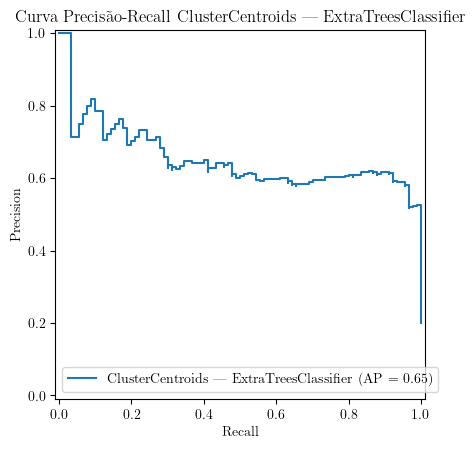 Curva Precisão-Recall ClusterCentroids — ExtraTreesClassifier
1.0
0.8
0.6
0.4
0.2
0.0
Precision
ClusterCentroids — ExtraTreesClassifier (AP = 0.65)
0.0 0.2 0.4 0.6 0.8 1.0
Recall